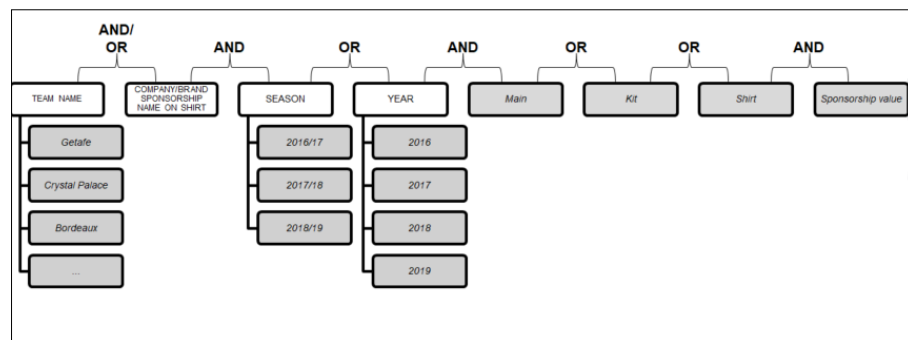 AND/
OR AND OR AND OR OR AND
TEAM NAME
COMPANY/BRAND
SPONSORSHIP
NAME ON SHIRT
SEASON
YEAR
Main
Kit
Shirt
Sponsorship value
Getafe
2016/17
2016
Crystal Palace
2017/18
2017
Bordeaux
2018/19
2018
...
2019